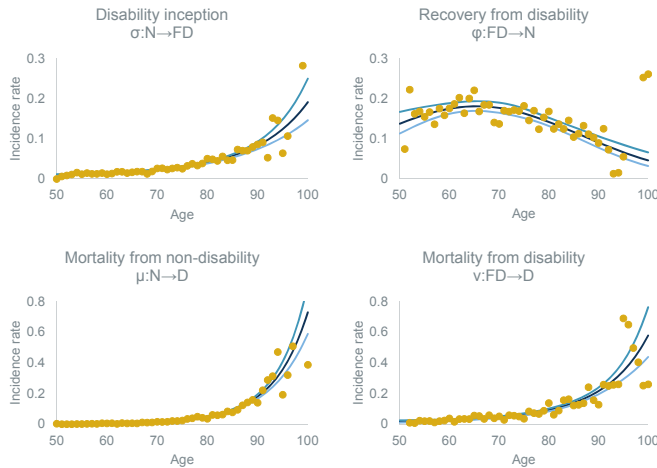 Disability inception
σ:N→FD
Incidence rate
0.3
0.2
0.1
0
50 60 70 80 90 100
Age
Recovery from disability
φ:FD→N
Incidence rate
0.3
0.2
0.1
0
50 60 70 80 90 100
Age
Mortality from non-disability
μ:N→D
Incidence rate
0.8
0.6
0.4
0.2
0
50 60 70 80 90 100
Age
Mortality from disability
ν:FD→D
Incidence rate
0.8
0.6
0.4
0.2
0
50 60 70 80 90 100
Age